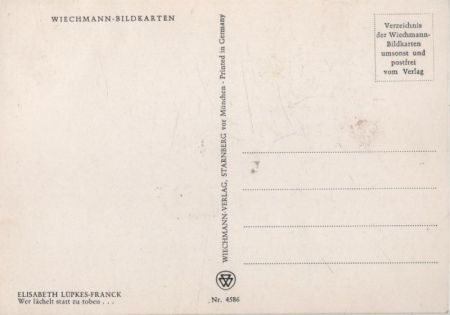 WIECHMANN-BILDKARTEN
Verzeichnis
der Wiechmann-
Bildkarten
umsonst und
postfrei
vom Verlag
WIECHMANN-VERLAG, STARNBERG vor München - Printed in Germany
ELISABETH LÜPKES-FRANCK
Wer lächelt statt zu toben . . .
Nr. 4586